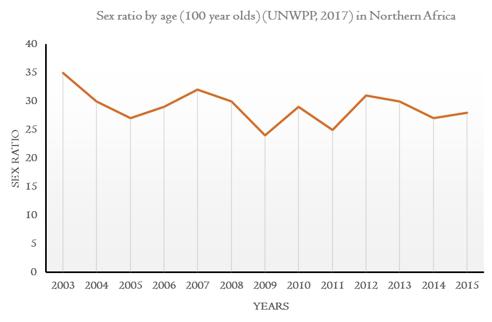 Sex ratio by age (100 year olds) (UNWPP, 2017) in Northern Africa
40
35
30
25
20
15
10
5
0
SEX RATIO
2003 2004 2005 2006 2007 2008 2009 2010 2011 2012 2013 2014 2015
YEARS